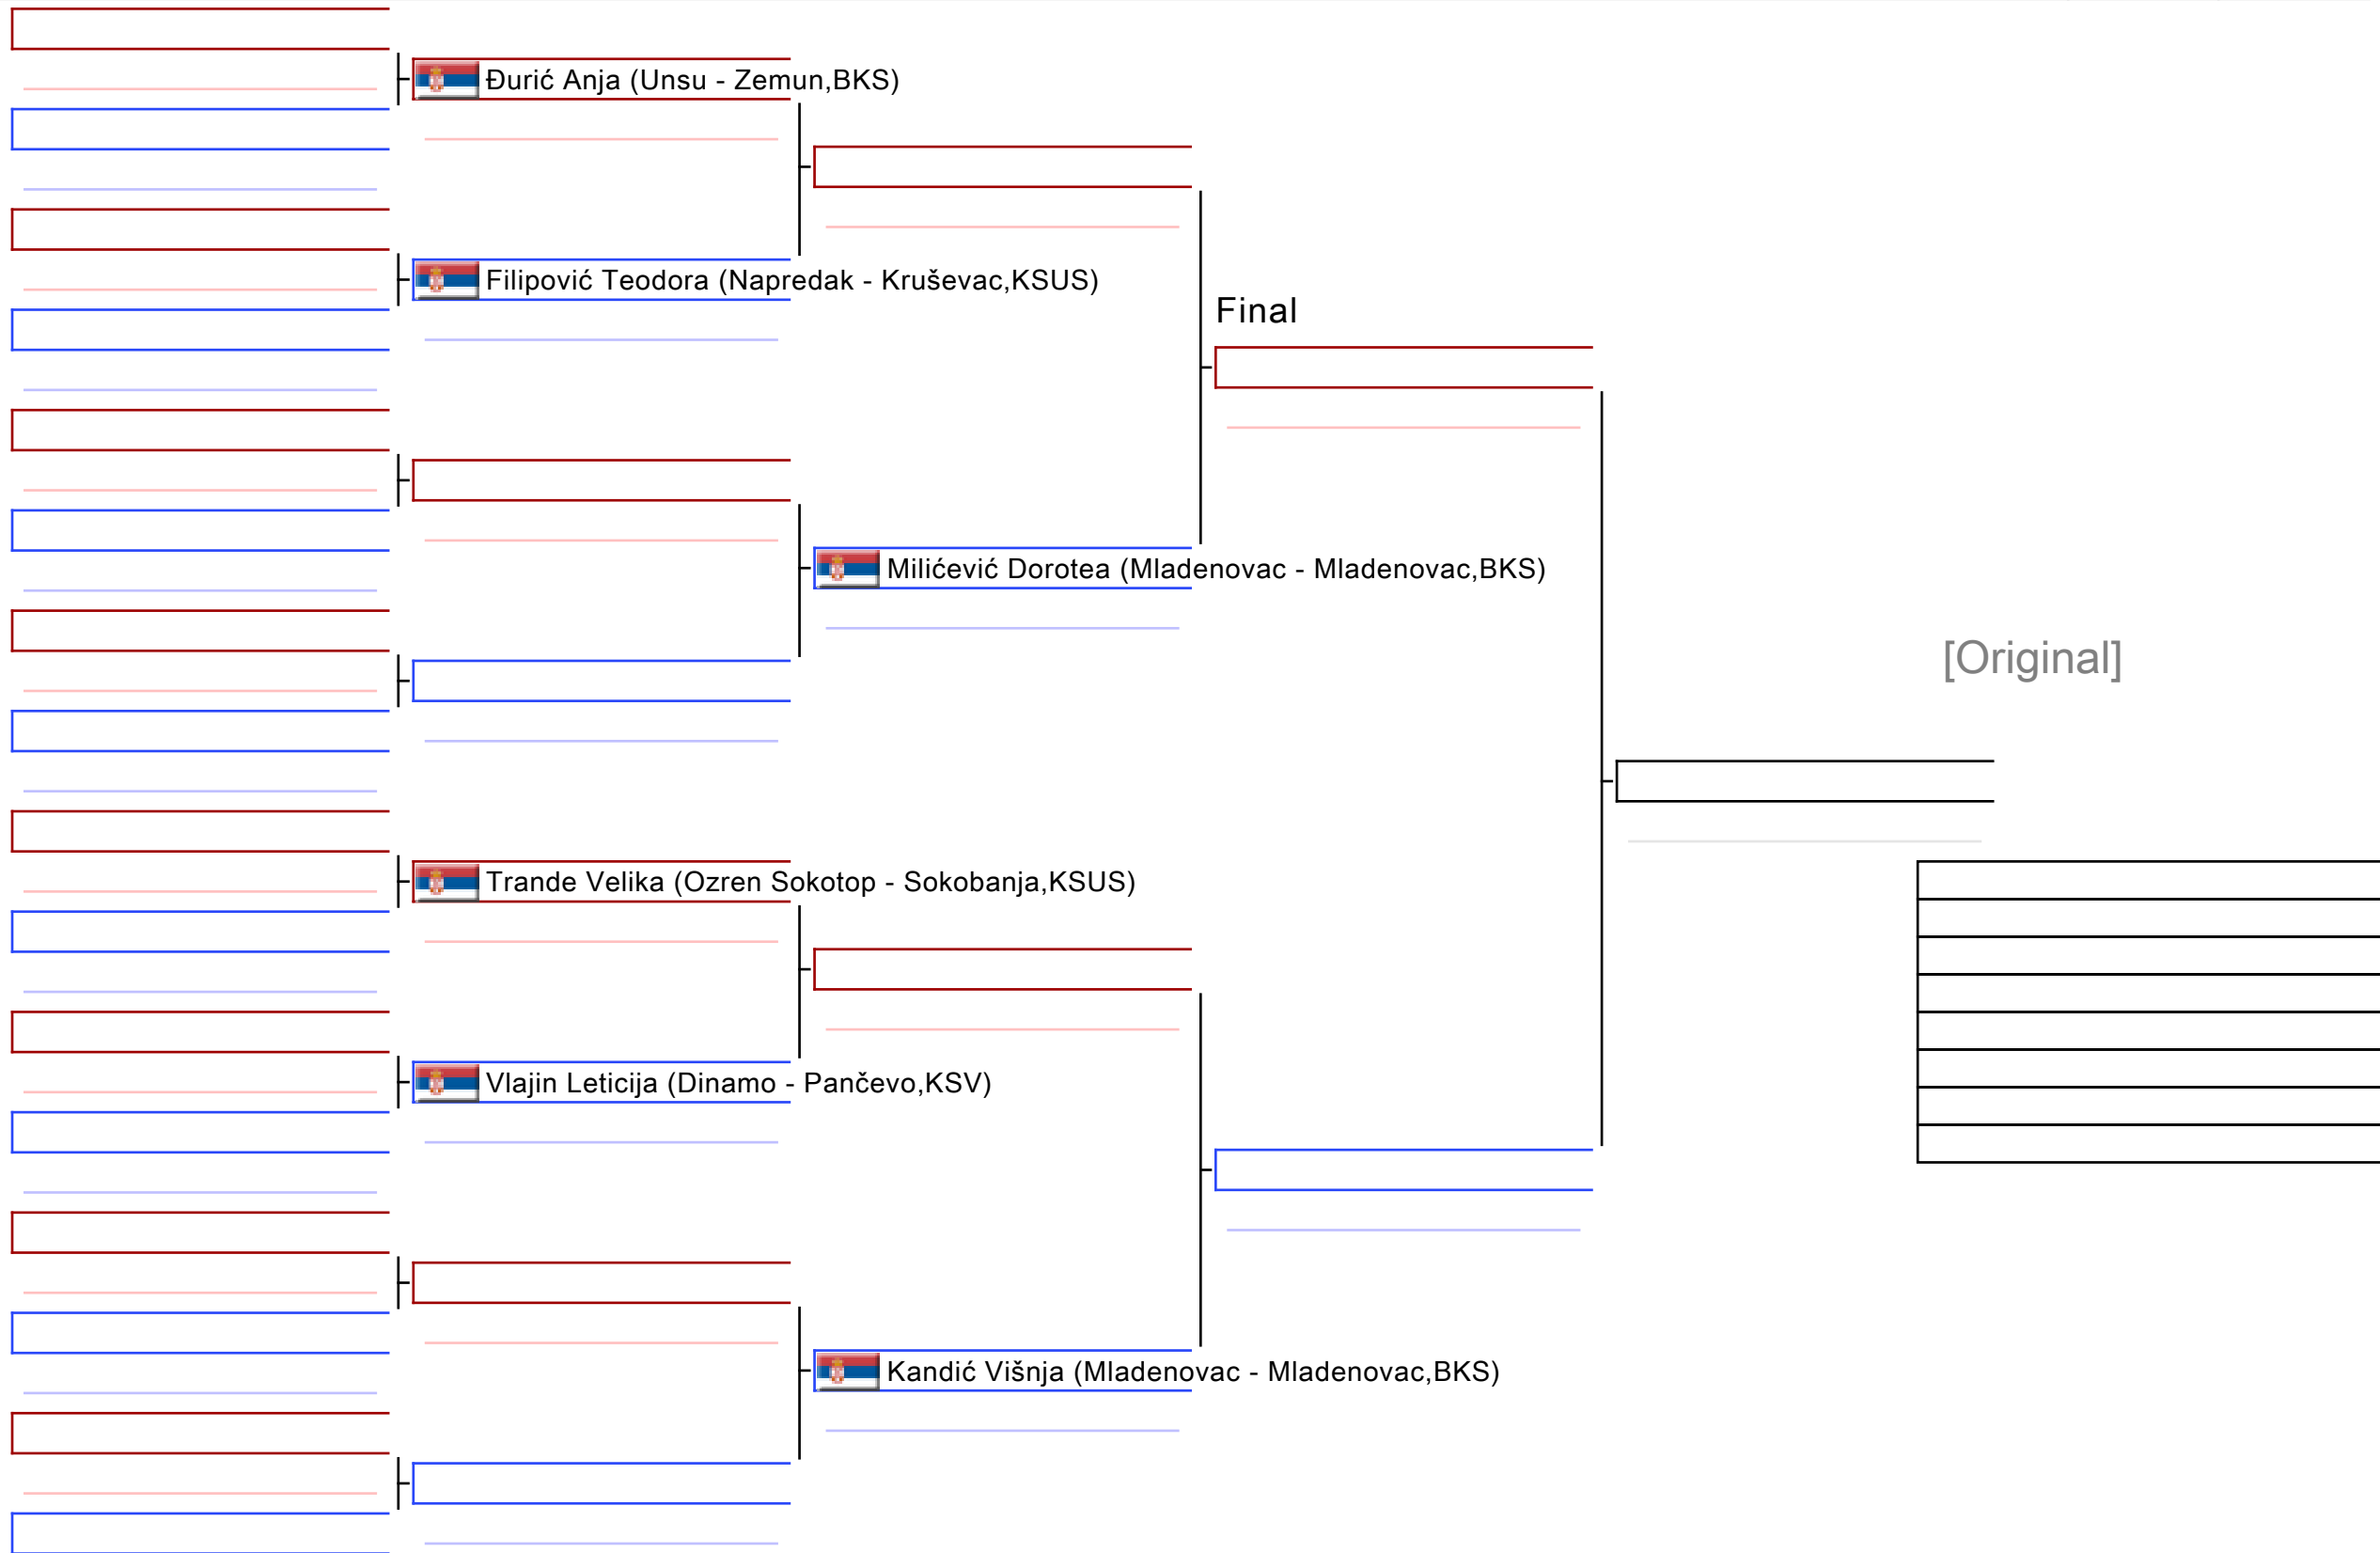 Đurić Anja (Unsu - Zemun,BKS)
Filipović Teodora (Napredak - Kruševac,KSUS)
Final
Milićević Dorotea (Mladenovac - Mladenovac,BKS)
[Original]
Trande Velika (Ozren Sokotop - Sokobanja,KSUS)
Vlajin Leticija (Dinamo - Pančevo,KSV)
Kandić Višnja (Mladenovac - Mladenovac,BKS)